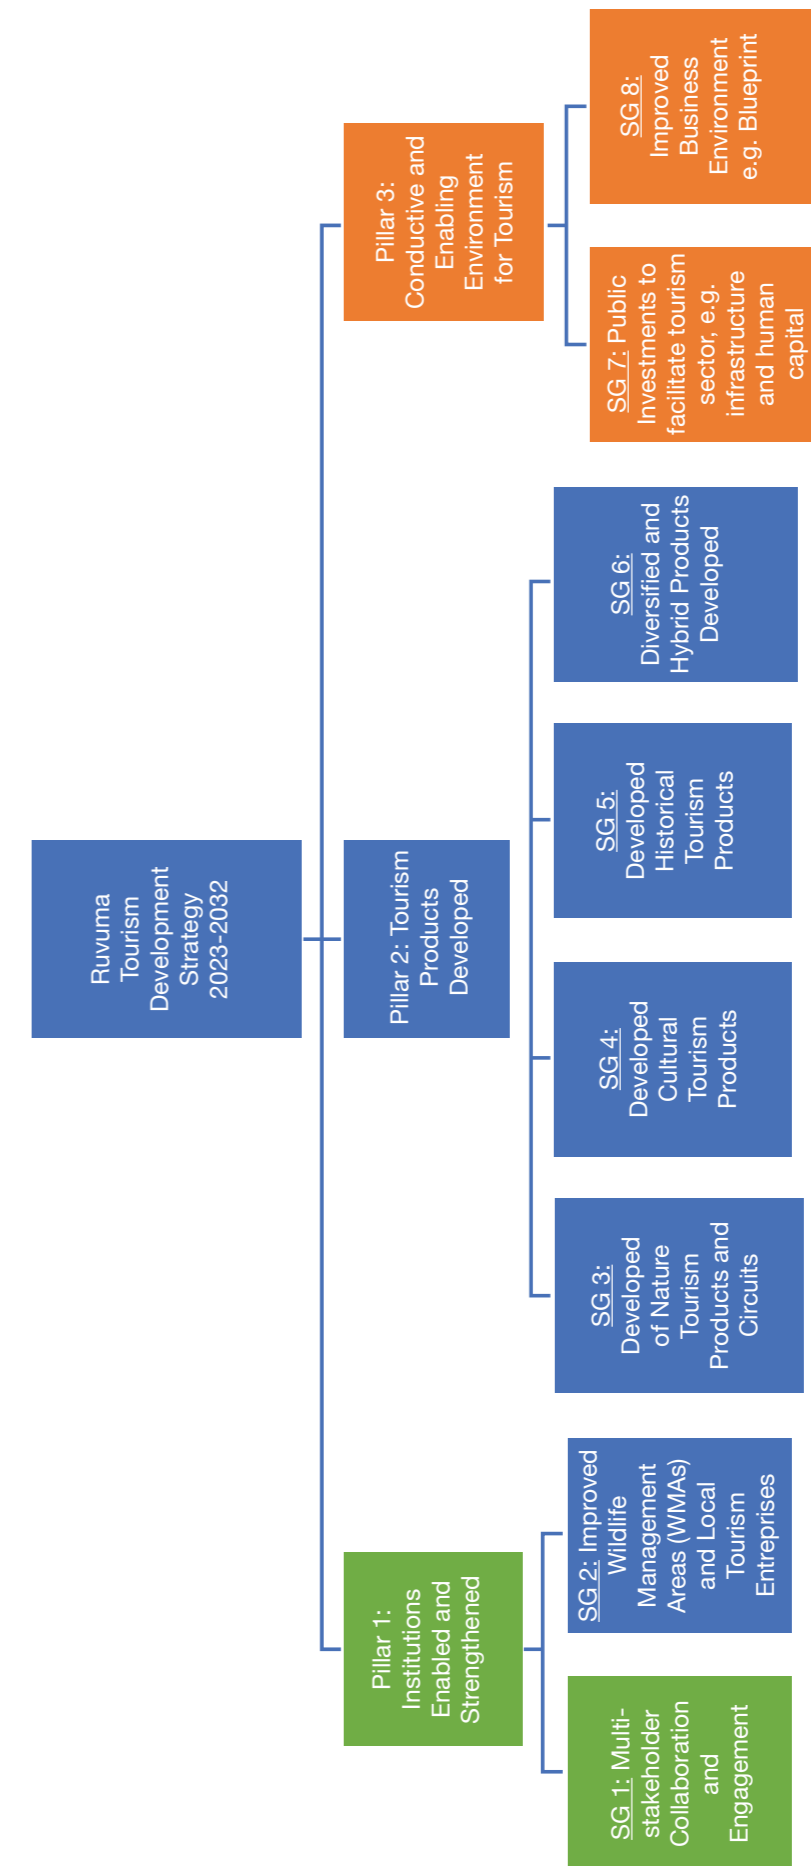 Ruvuma
Tourism
Development
Strategy
2023-2032
Pillar 1:
Institutions
Enabled and
Strengthened
Pillar 2: Tourism
Products
Developed
Pillar 3:
Conductive and
Enabling
Environment
for Tourism
SG 1: Multi-
stakeholder
Collaboration
and
Engagement
SG 2: Improved
Wildlife
Management
Areas (WMAs)
and Local
Tourism
Entreprises
SG 3:
Developed
of Nature
Tourism
Products and
Circuits
SG 4:
Developed
Cultural
Tourism
Products
SG 5:
Developed
Historical
Tourism
Products
SG 6:
Diversified and
Hybrid Products
Developed
SG 7: Public
Investments to
facilitate tourism
sector, e.g.
infrastructure
and human
capital
SG 8:
Improved
Business
Environment
e.g. Blueprint